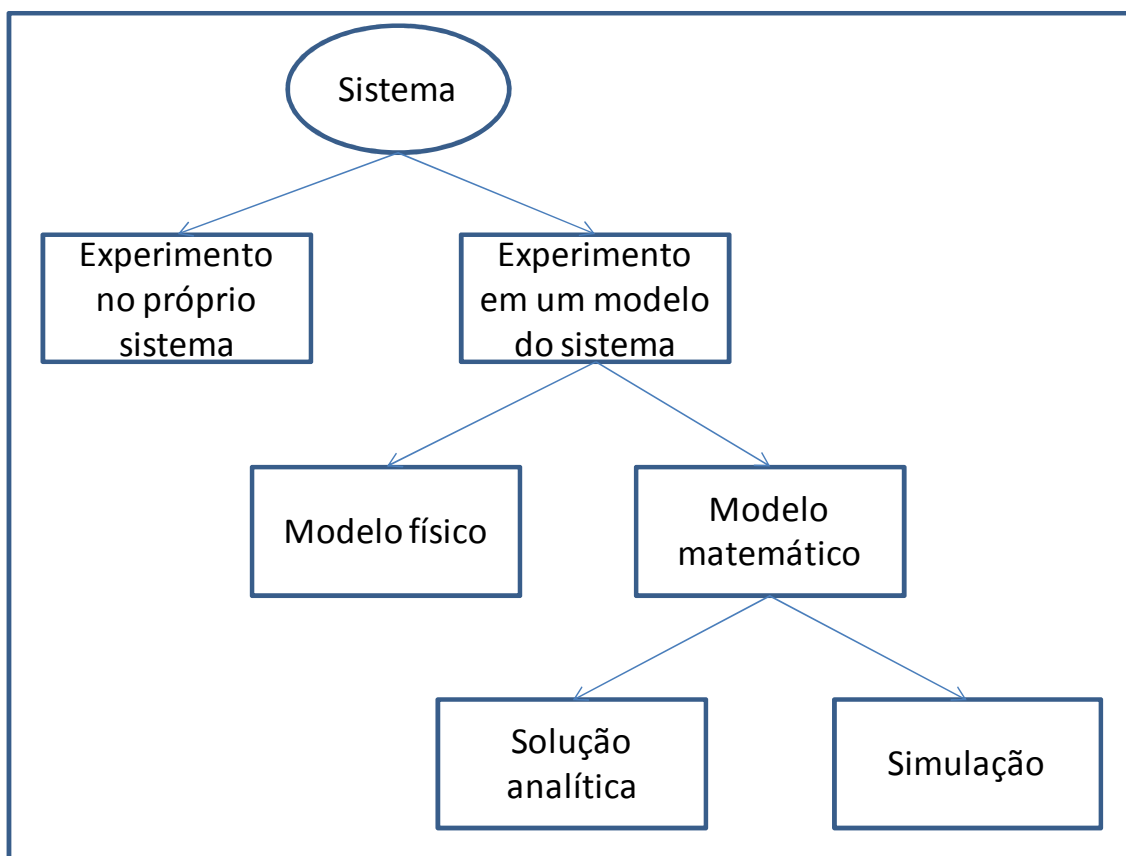 Sistema
Experimento
no próprio
sistema
Experimento
em um modelo
do sistema
Modelo físico
Modelo
matemático
Solução
analítica
Simulação